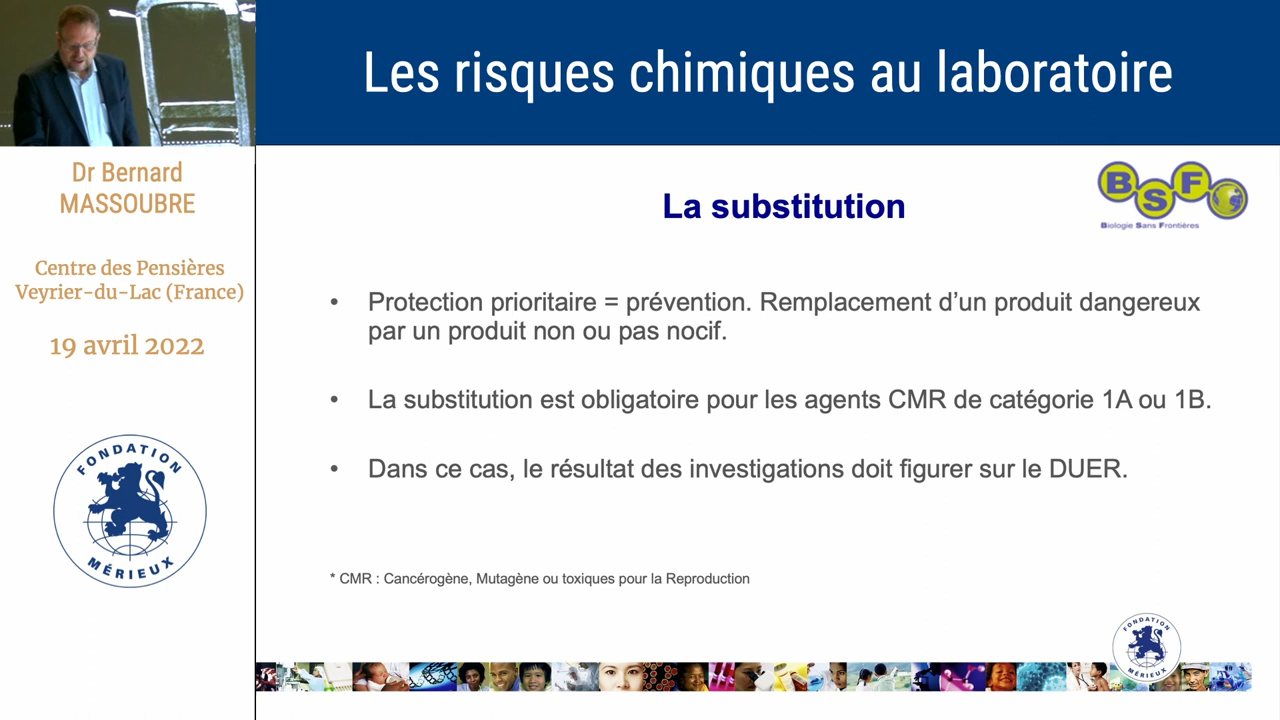 Les risques chimiques au laboratoire
Dr Bernard
MASSOUBRE
Centre des Pensières
Veyrier-du-Lac (France)
19 avril 2022
FONDATION
MÉRIEUX
BSF
Biologie Sans Frontières
La substitution
• Protection prioritaire = prévention. Remplacement d’un produit dangereux
par un produit non ou pas nocif.
• La substitution est obligatoire pour les agents CMR de catégorie 1A ou 1B.
• Dans ce cas, le résultat des investigations doit figurer sur le DUER.
* CMR : Cancérogène, Mutagène ou toxiques pour la Reproduction
FONDATION
MÉRIEUX